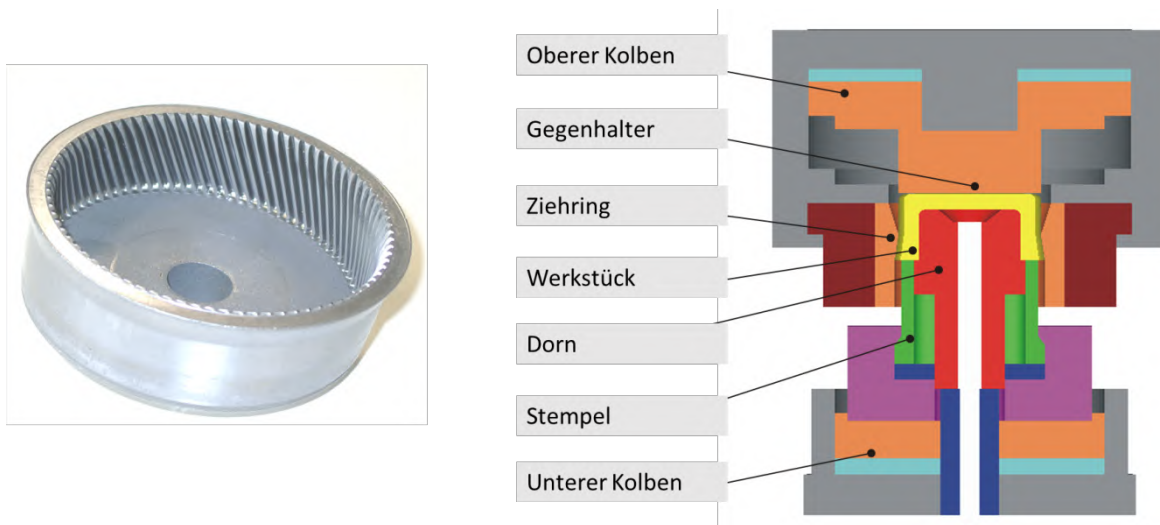 Oberer Kolben
Gegenhalter
Ziehring
Werkstück
Dorn
Stempel
Unterer Kolben